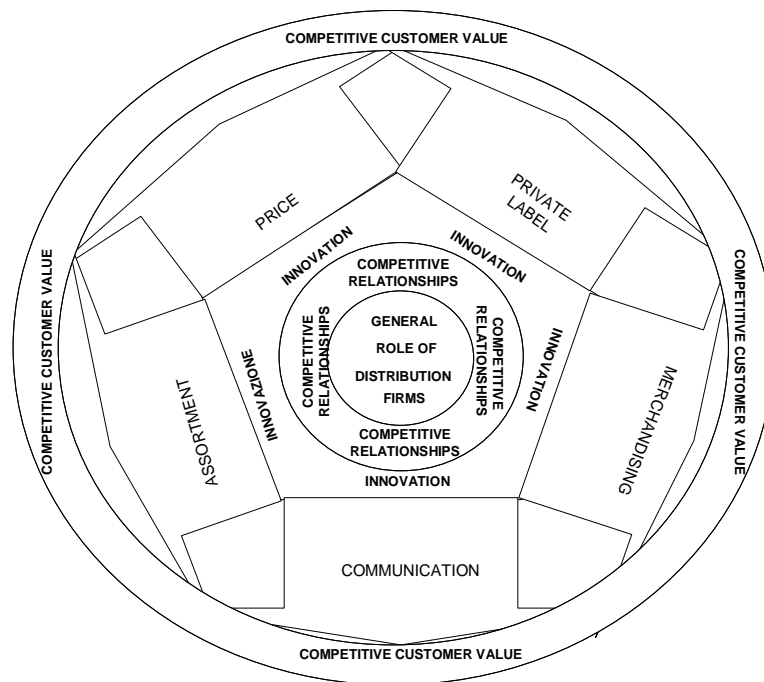 COMPETITIVE CUSTOMER VALUE
PRICE
PRIVATE
LABEL
INNOVATION
INNOVATION
COMPETITIVE
RELATIONSHIPS
COMPETITIVE CUSTOMER VALUE
COMPETITIVE
RELATIONSHIPS
GENERAL
ROLE OF
DISTRIBUTION
FIRMS
COMPETITIVE
RELATIONSHIPS
COMPETITIVE CUSTOMER VALUE
INNOVAZIONE
INNOVATION
ASSORTMENT
MERCHANDISING
COMPETITIVE
RELATIONSHIPS
INNOVATION
COMMUNICATION
COMPETITIVE CUSTOMER VALUE